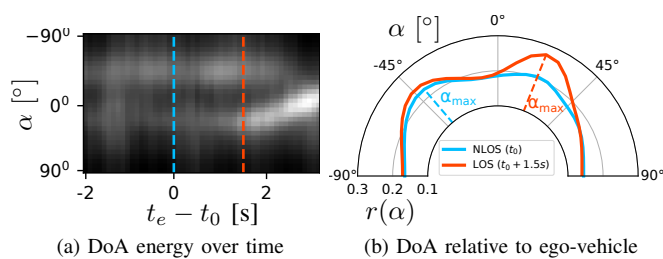 -90⁰
0⁰
90⁰
α [°]
-2
0
2
t_e − t_0 [s]
(a) DoA energy over time
α [°]
0°
-45°
45°
-90°
90°
α_max
α_max
NLOS (t_0)
LOS (t_0 + 1.5s)
0.3
0.2
0.1
r(α)
(b) DoA relative to ego-vehicle